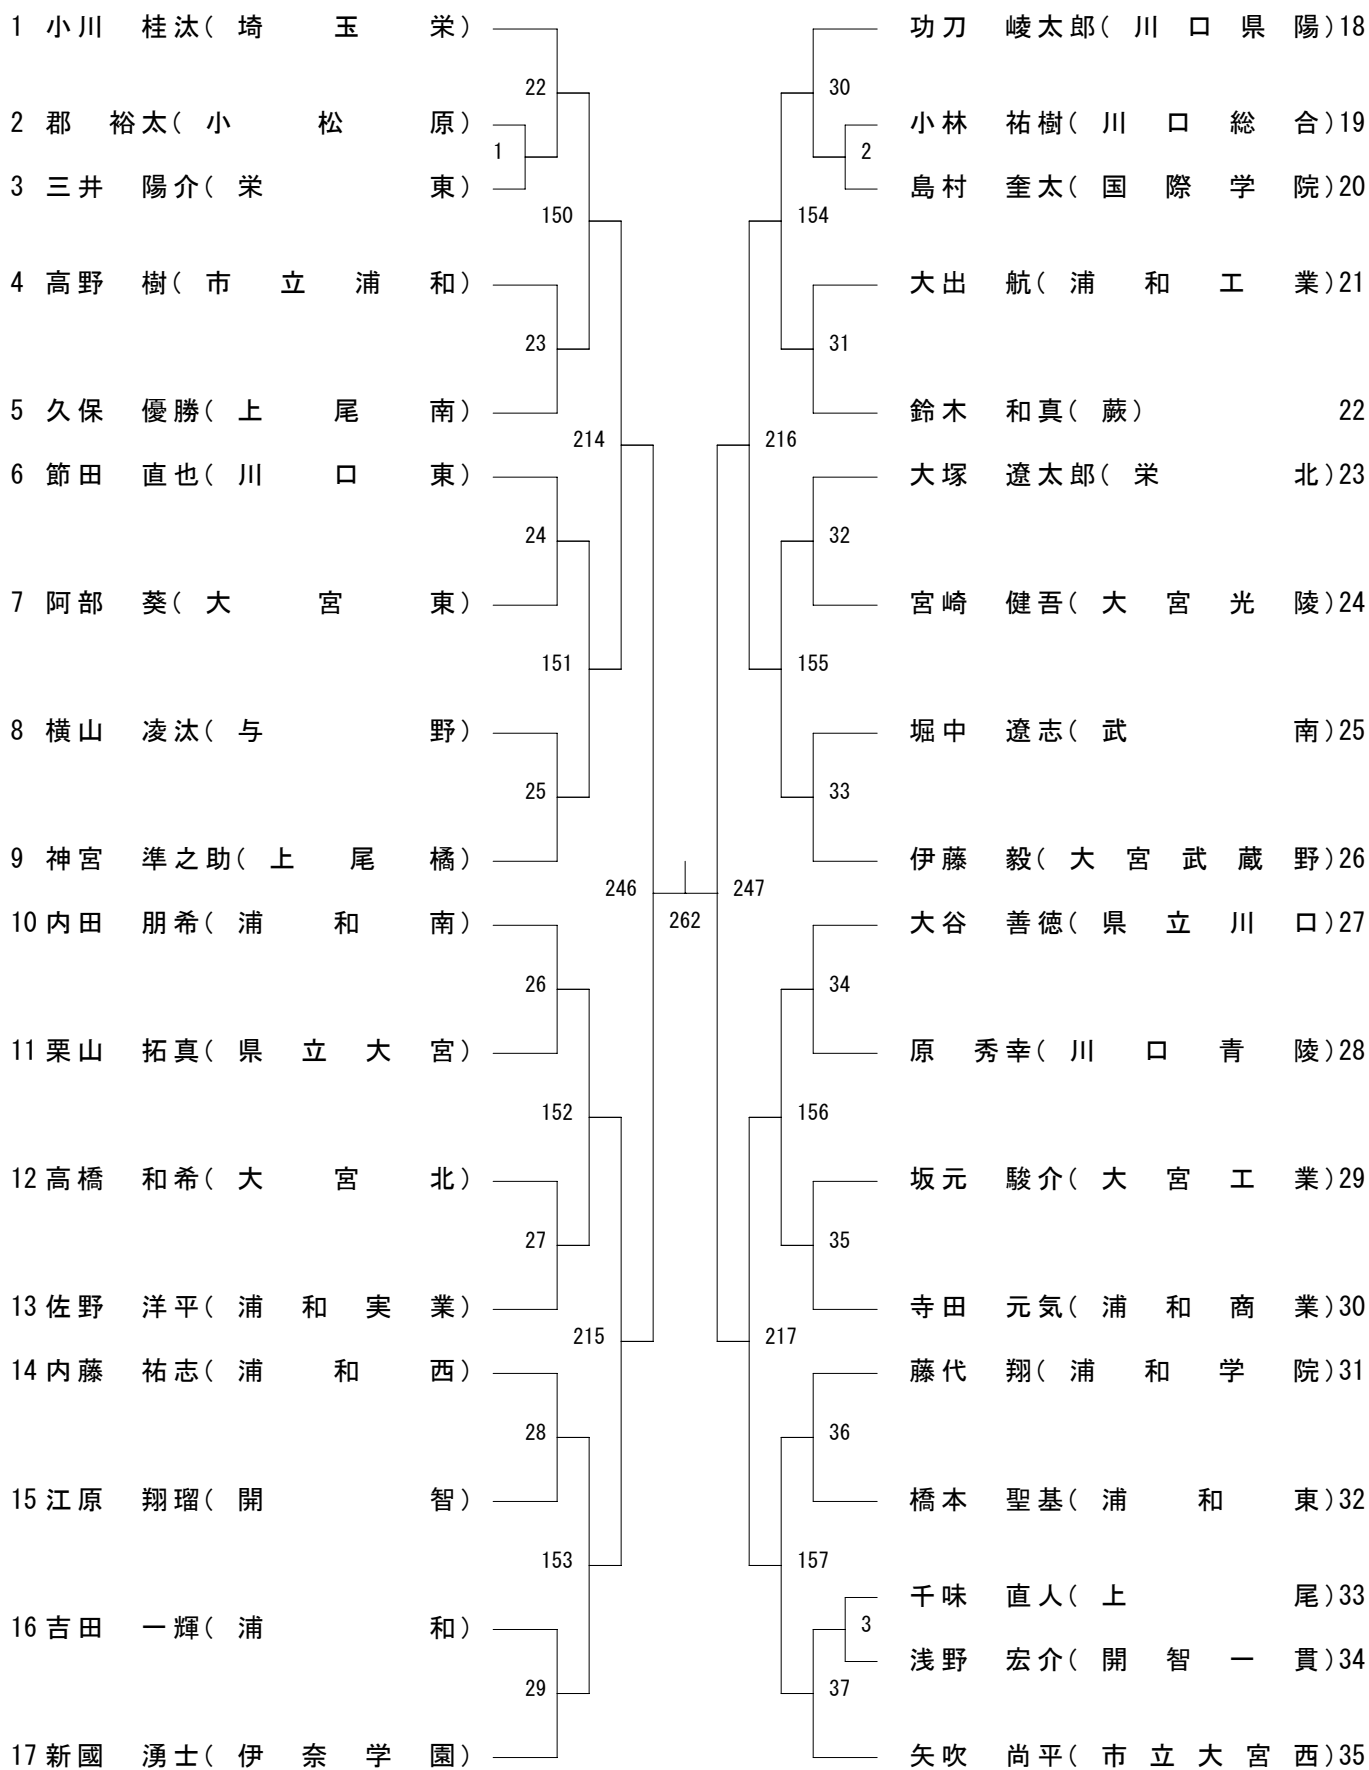 1 小川 桂汰( 埼 玉 栄)
22
2 郡 裕太( 小 松 原)
1
3 三井 陽介( 栄 東)
150
4 高野 樹( 市 立 浦 和)
23
5 久保 優勝( 上 尾 南)
214
6 節田 直也( 川 口 東)
24
7 阿部 葵( 大 宮 東)
151
8 横山 凌汰( 与 野)
25
9 神宮 準之助( 上 尾 橘)
246
10 内田 朋希( 浦 和 南)
26
11 栗山 拓真( 県 立 大 宮)
152
12 高橋 和希( 大 宮 北)
27
13 佐野 洋平( 浦 和 実 業)
215
14 内藤 祐志( 浦 和 西)
28
15 江原 翔瑠( 開 智)
153
16 吉田 一輝( 浦 和)
29
17 新國 湧士( 伊 奈 学 園)
262
功刀 崚太郎( 川 口 県 陽)18
30
小林 祐樹( 川 口 総 合)19
2
島村 奎太( 国 際 学 院)20
154
大出 航( 浦 和 工 業)21
31
鈴木 和真( 蕨) 22
216
大塚 遼太郎( 栄 北)23
32
宮崎 健吾( 大 宮 光 陵)24
155
堀中 遼志( 武 南)25
33
伊藤 毅( 大 宮 武 蔵 野)26
247
大谷 善徳( 県 立 川 口)27
34
原 秀幸( 川 口 青 陵)28
156
坂元 駿介( 大 宮 工 業)29
35
寺田 元気( 浦 和 商 業)30
217
藤代 翔( 浦 和 学 院)31
36
橋本 聖基( 浦 和 東)32
157
千味 直人( 上 尾)33
3
浅野 宏介( 開 智 一 貫)34
37
矢吹 尚平( 市 立 大 宮 西)35